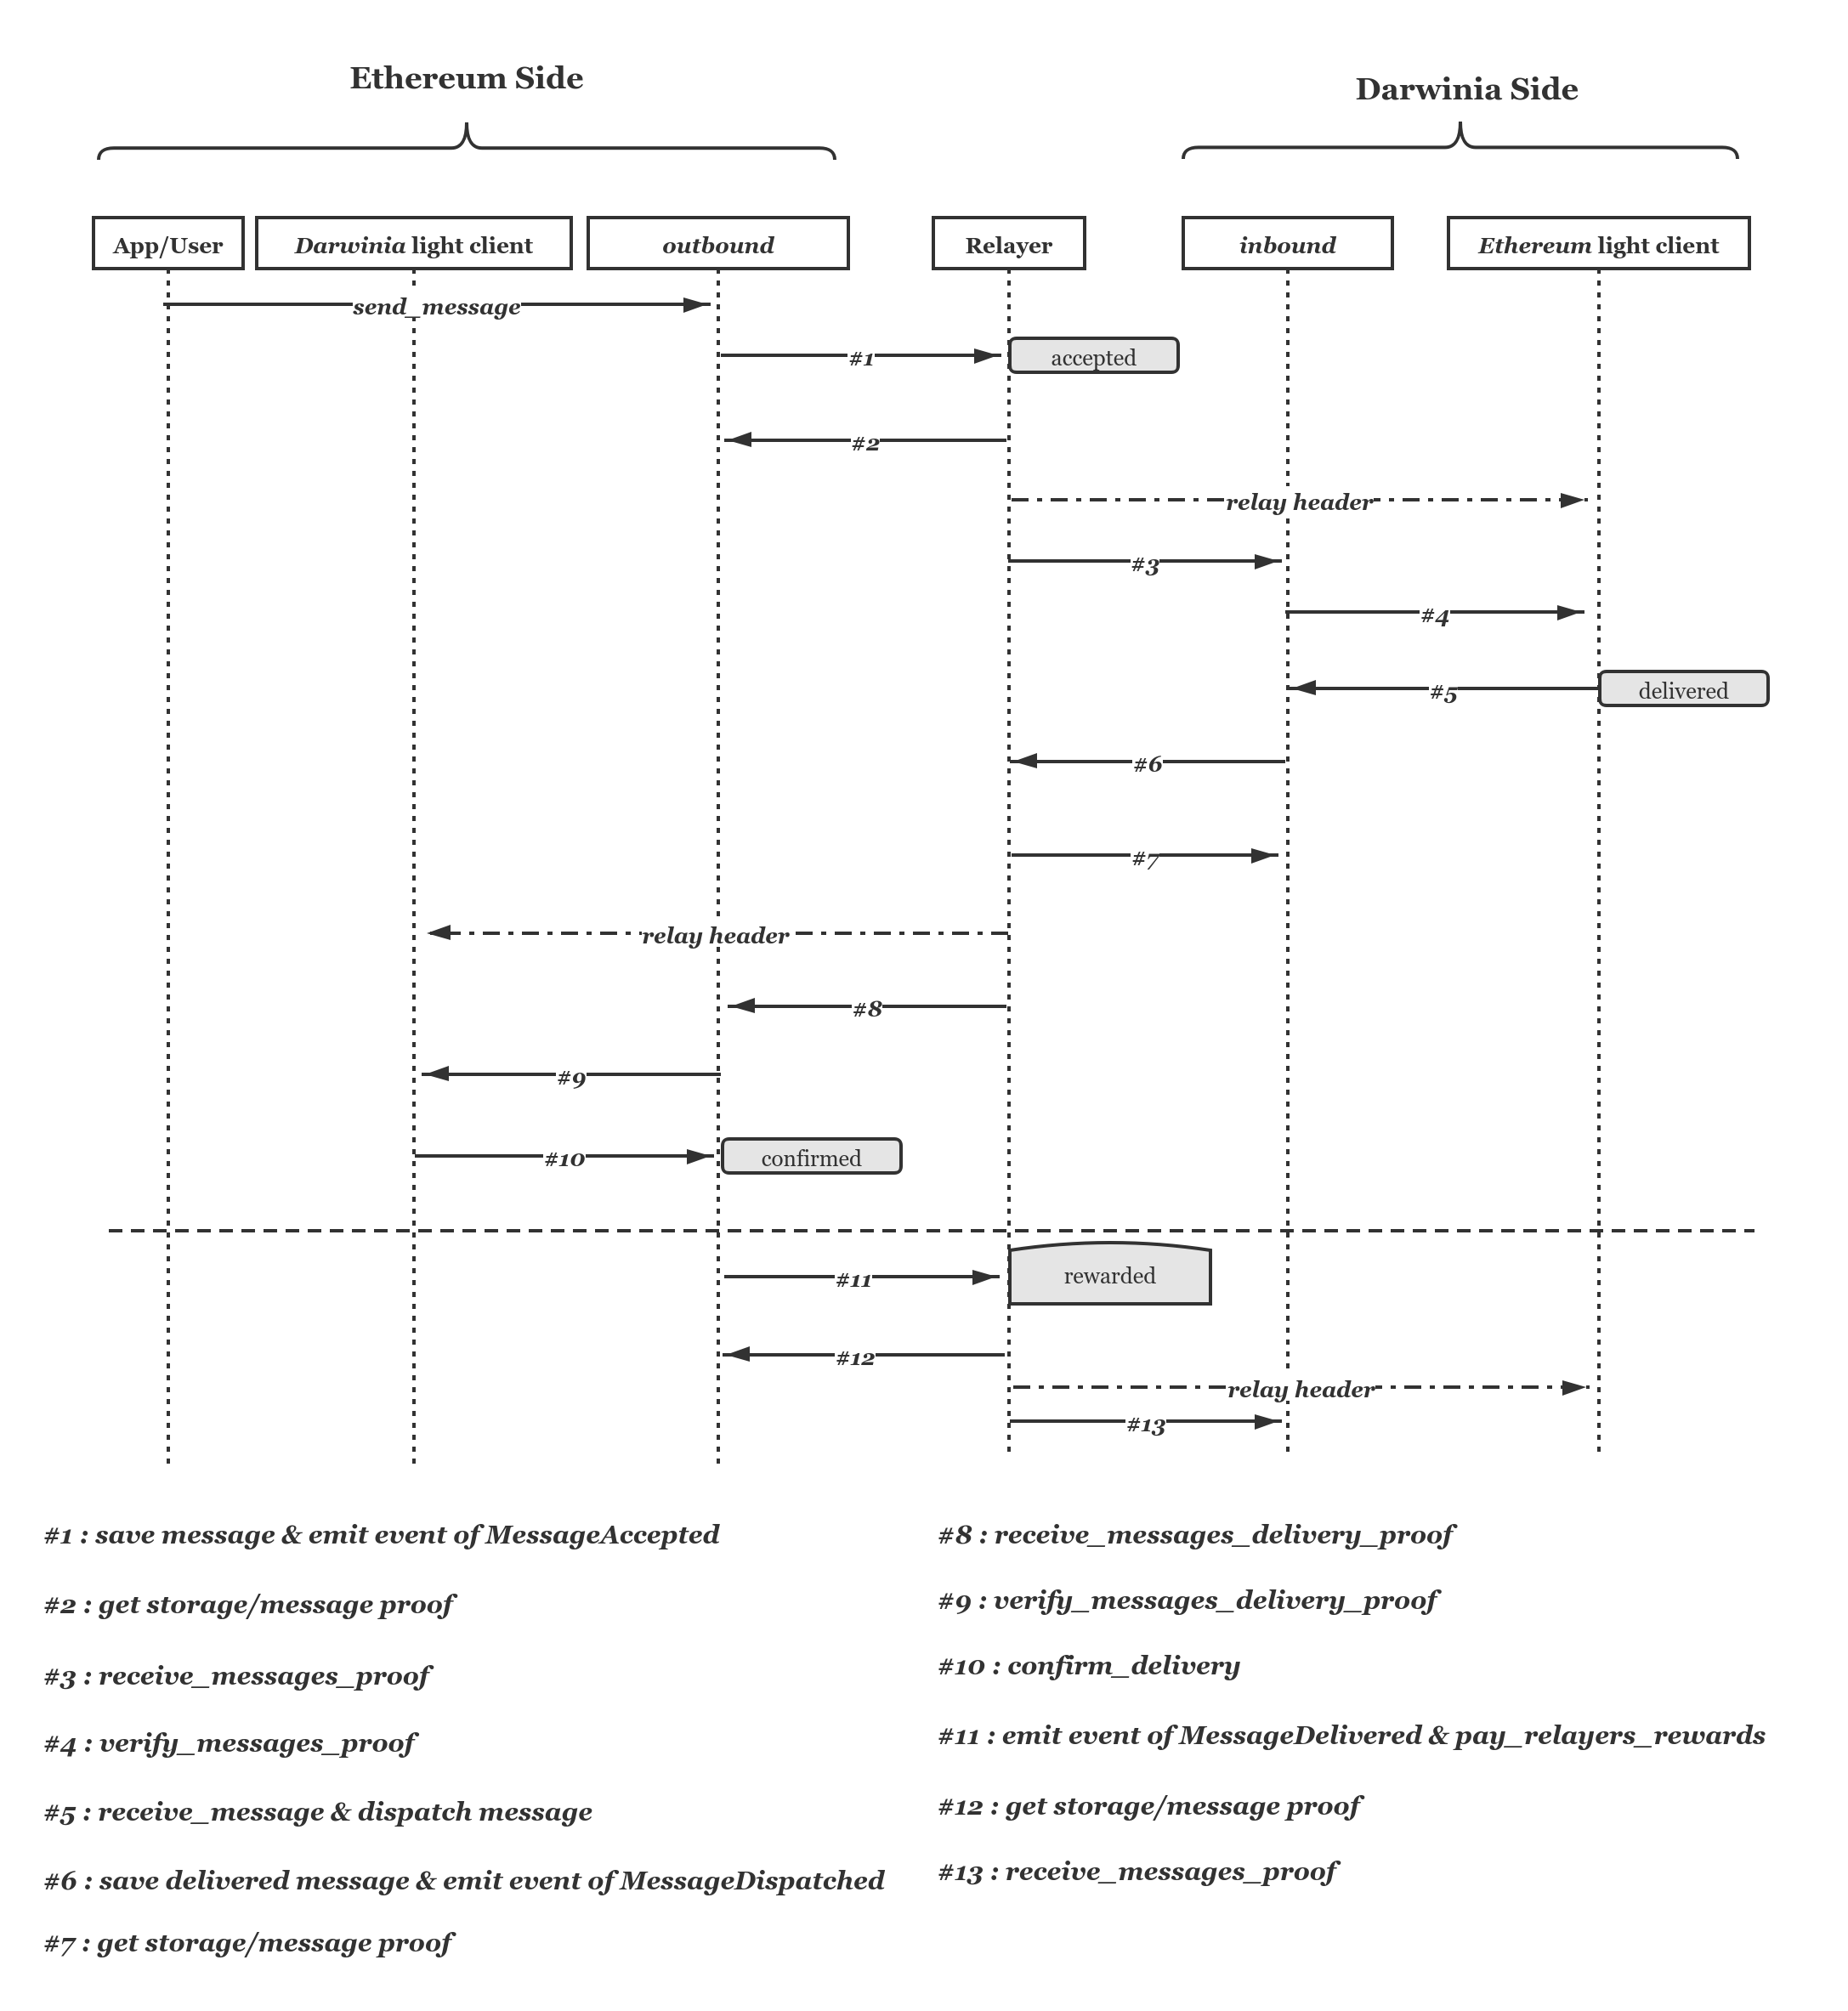 Ethereum Side
Darwinia Side
App/User
Darwinia light client
outbound
Relayer
inbound
Ethereum light client
send_message
#1
accepted
#2
relay header
#3
#4
#5
delivered
#6
#7
relay header
#8
#9
#10
confirmed
#11
rewarded
#12
relay header
#13
#1 : save message & emit event of MessageAccepted
#2 : get storage/message proof
#3 : receive_messages_proof
#4 : verify_messages_proof
#5 : receive_message & dispatch message
#6 : save delivered message & emit event of MessageDispatched
#7 : get storage/message proof
#8 : receive_messages_delivery_proof
#9 : verify_messages_delivery_proof
#10 : confirm_delivery
#11 : emit event of MessageDelivered & pay_relayers_rewards
#12 : get storage/message proof
#13 : receive_messages_proof